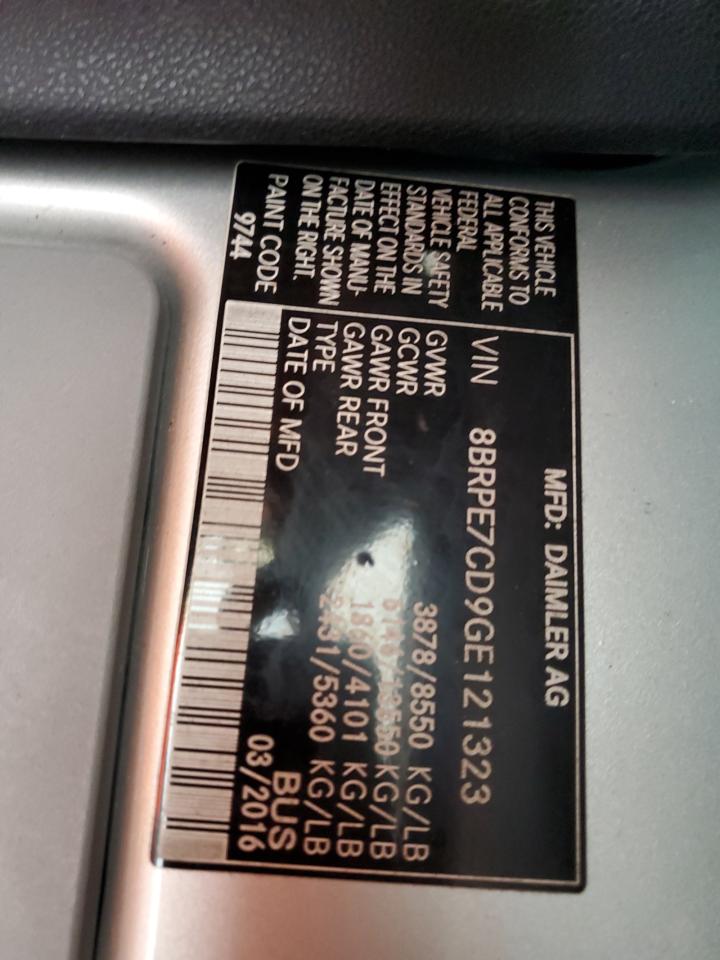 THIS VEHICLE
CONFORMS TO
ALL APPLICABLE
FEDERAL
VEHICLE SAFETY
STANDARDS IN
EFFECT ON THE
DATE OF MANU-
FACTURE SHOWN
ON THE RIGHT.
PAINT CODE
9744
MFD: DAIMLER AG
VIN 8BRPE7CD9GE121323
GVWR 3878/8550 KG/LB
GCWR KG/LB
GAWR FRONT 1860/4101 KG/LB
GAWR REAR 2431/5360 KG/LB
TYPE BUS
DATE OF MFD 03/2016